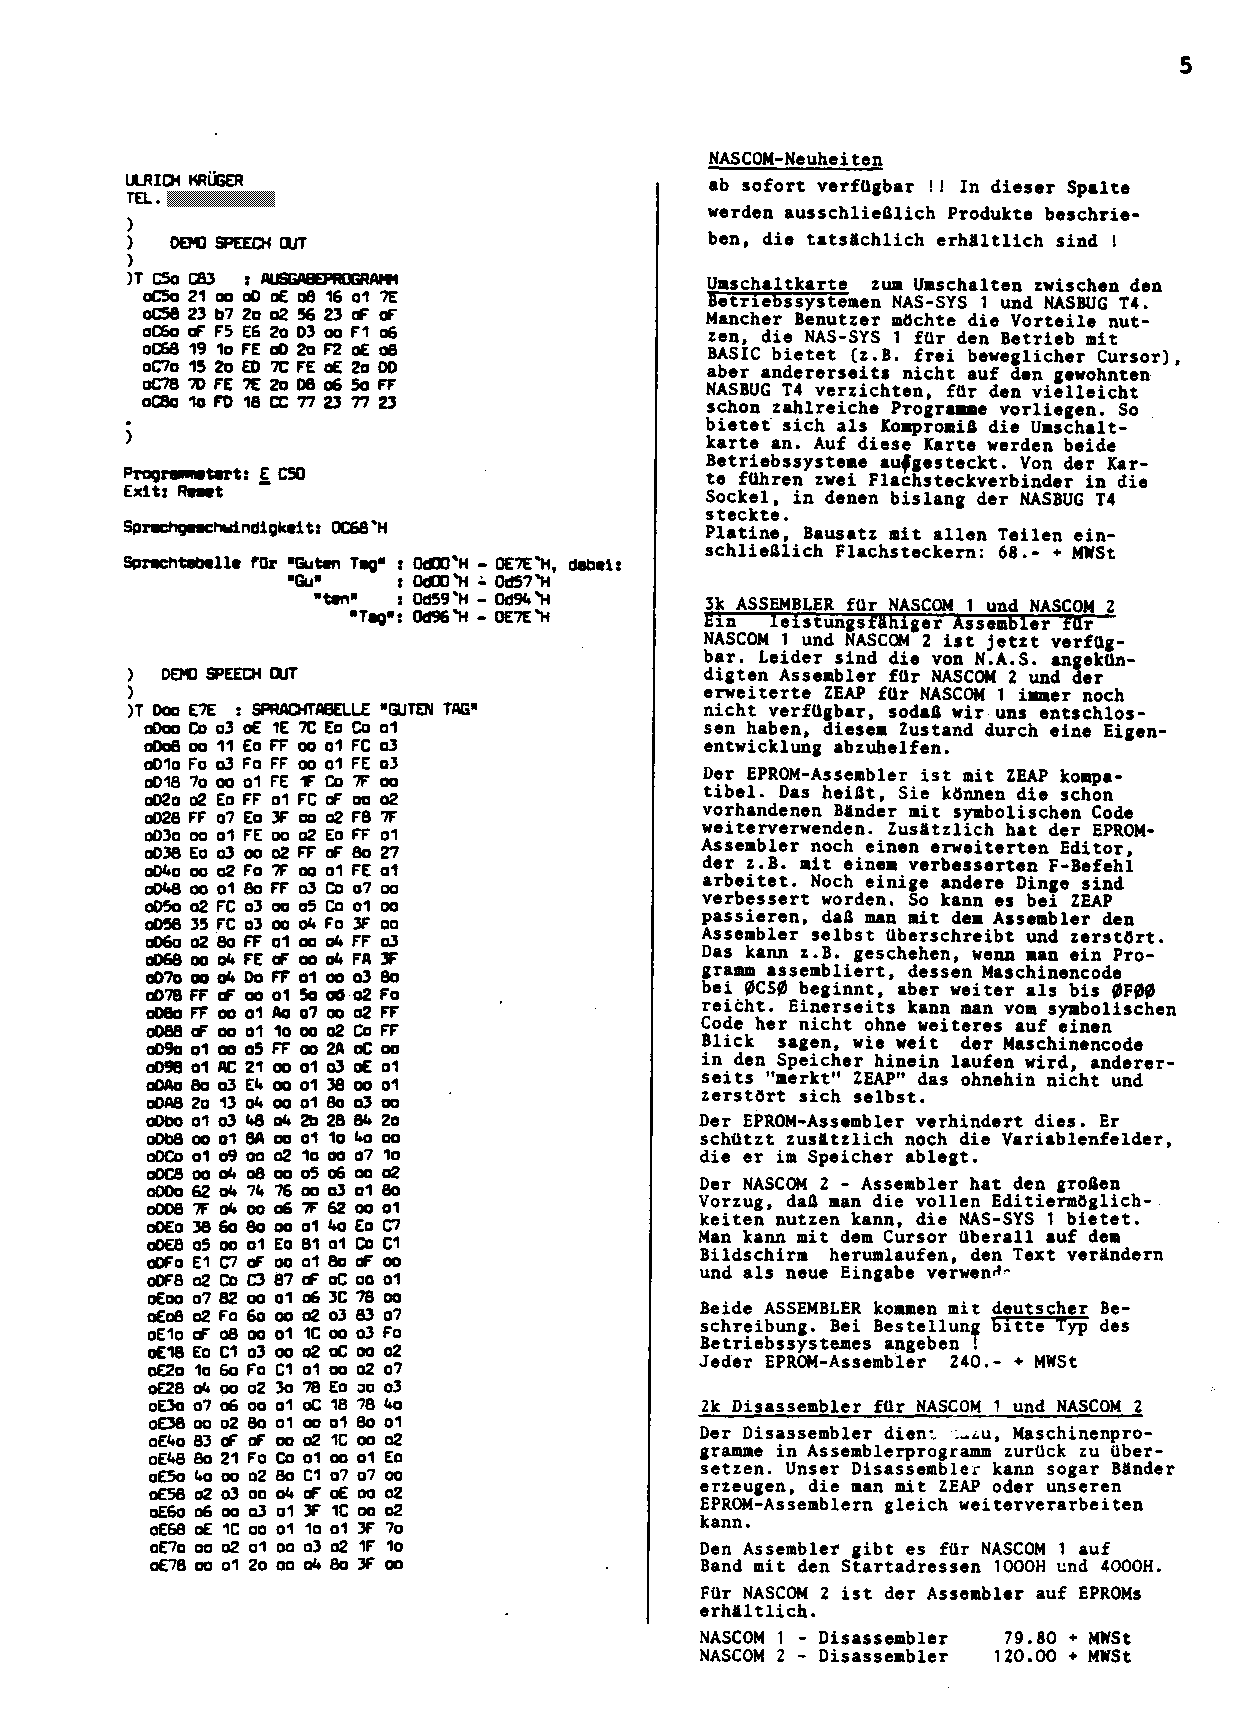 5
ULRICH KRÜGER
TEL.
)
) DEMO SPEECH OUT
)
)T C5o C83 : AUSGABEPROGRAMM
oC5o 21 oo oD oE o8 16 o1 7E
oC58 23 b7 2o o2 56 23 oF oF
oC6o oF F5 E6 2o D3 oo F1 o6
oC68 19 1o FE oD 2o F2 oE o8
oC7o 15 2o ED 7C FE oE 2o DD
oC78 7D FE 7E 2o D8 o6 5o FF
oC8o 1o FD 18 CC 77 23 77 23
.
)
Programmstart: E C50
Exit: Reset
Sprechgeschwindigkeit: 0C68`H
Sprachtabelle für "Guten Tag" : 0d00`H - 0E7E`H, dabei:
"Gu" : 0d00`H - 0d57`H
"ten" : 0d59`H - 0d94`H
"Tag": 0d96`H - 0E7E`H
) DEMO SPEECH OUT
)
)T Doo E7E : SPRACHTABELLE "GUTEN TAG"
oDoo Co o3 oE 1E 7C Eo Co o1
oDo8 oo 11 Eo FF oo o1 FC o3
oD1o Fo o3 Fo FF oo o1 FE o3
oD18 7o oo o1 FE 1F Co 7F oo
oD2o o2 Eo FF o1 FC oF oo o2
oD28 FF o7 Eo 3F oo o2 F8 7F
oD3o oo o1 FE oo o2 Eo FF o1
oD38 Eo o3 oo o2 FF oF 8o 27
oD4o oo o2 Fo 7F oo o1 FE o1
oD48 oo o1 8o FF o3 Co o7 oo
oD5o o2 FC o3 oo o5 Co o1 oo
oD58 35 FC o3 oo o4 Fo 3F oo
oD6o o2 8o FF o1 oo o4 FF o3
oD68 oo o4 FE oF oo o4 FA 3F
oD7o oo o4 Do FF o1 oo o3 8o
oD78 FF oF oo o1 5o o6 o2 Fo
oD8o FF oo o1 Ao o7 oo o2 FF
oD88 oF oo o1 1o oo o2 Co FF
oD9o o1 oo o5 FF oo 2A oC oo
oD98 o1 AC 21 oo o1 o3 oE o1
oDAo 8o o3 E4 oo o1 38 oo o1
oDA8 2o 13 o4 oo o1 8o o3 oo
oDbo o1 o3 48 o4 2b 28 84 2o
oDb8 oo o1 8A oo o1 1o 4o oo
oDCo o1 o9 oo o2 1o oo o7 1o
oDC8 oo o4 o8 oo o5 o6 oo o2
oDDo 62 o4 74 76 oo o3 o1 8o
oDD8 7F o4 oo o6 7F 62 oo o1
oDEo 38 6o 8o oo o1 4o Eo C7
oDE8 o5 oo o1 Eo 81 o1 Co C1
oDFo E1 C7 oF oo o1 8o oF oo
oDF8 o2 Co C3 87 oF oC oo o1
oEoo o7 82 oo o1 o6 3C 78 oo
oEo8 o2 Fo 6o oo o2 o3 83 o7
oE1o oF o8 oo o1 1C oo o3 Fo
oE18 Eo C1 o3 oo o2 oC oo o2
oE2o 1o 6o Fo C1 o1 oo o2 o7
oE28 o4 oo o2 3o 78 Eo oo o3
oE3o o7 o6 oo o1 oC 18 78 4o
oE38 oo o2 8o o1 oo o1 8o o1
oE4o 83 oF oF oo o2 1C oo o2
oE48 8o 21 Fo Co o1 oo o1 Eo
oE5o 4o oo o2 8o C1 o7 o7 oo
oE58 o2 o3 oo o4 oF oE oo o2
oE6o o6 oo o3 o1 3F 1C oo o2
oE68 oE 1C oo o1 1o o1 3F 7o
oE7o oo o2 o1 oo o3 o2 1F 1o
oE78 oo o1 2o oo o4 8o 3F oo
NASCOM-Neuheiten
ab sofort verfügbar !! In dieser Spalte
werden ausschließlich Produkte beschrie-
ben, die tatsächlich erhältlich sind !
Umschaltkarte zum Umschalten zwischen den
Betriebssystemen NAS-SYS 1 und NASBUG T4.
Mancher Benutzer möchte die Vorteile nut-
zen, die NAS-SYS 1 für den Betrieb mit
BASIC bietet (z.B. frei beweglicher Cursor),
aber andererseits nicht auf den gewohnten
NASBUG T4 verzichten, für den vielleicht
schon zahlreiche Programme vorliegen. So
bietet sich als Kompromiß die Umschalt-
karte an. Auf diese Karte werden beide
Betriebssysteme aufgesteckt. Von der Kar-
te führen zwei Flachsteckverbinder in die
Sockel, in denen bislang der NASBUG T4
steckte.
Platine, Bausatz mit allen Teilen ein-
schließlich Flachsteckern: 68.- + MWSt
3k ASSEMBLER für NASCOM 1 und NASCOM 2
Ein leistungsfähiger Assembler für
NASCOM 1 und NASCOM 2 ist jetzt verfüg-
bar. Leider sind die von N.A.S. angekün-
digten Assembler für NASCOM 2 und der
erweiterte ZEAP für NASCOM 1 immer noch
nicht verfügbar, sodaß wir uns entschlos-
sen haben, diesem Zustand durch eine Eigen-
entwicklung abzuhelfen.
Der EPROM-Assembler ist mit ZEAP kompa-
tibel. Das heißt, Sie können die schon
vorhandenen Bänder mit symbolischen Code
weiterverwenden. Zusätzlich hat der EPROM-
Assembler noch einen erweiterten Editor,
der z.B. mit einem verbesserten F-Befehl
arbeitet. Noch einige andere Dinge sind
verbessert worden. So kann es bei ZEAP
passieren, daß man mit dem Assembler den
Assembler selbst überschreibt und zerstört.
Das kann z.B. geschehen, wenn man ein Pro-
gramm assembliert, dessen Maschinencode
bei ØC5Ø beginnt, aber weiter als bis ØFØØ
reicht. Einerseits kann man vom symbolischen
Code her nicht ohne weiteres auf einen
Blick sagen, wie weit der Maschinencode
in den Speicher hinein laufen wird, anderer-
seits "merkt" ZEAP" das ohnehin nicht und
zerstört sich selbst.
Der EPROM-Assembler verhindert dies. Er
schützt zusätzlich noch die Variablenfelder,
die er im Speicher ablegt.
Der NASCOM 2 - Assembler hat den großen
Vorzug, daß man die vollen Editiermöglich-
keiten nutzen kann, die NAS-SYS 1 bietet.
Man kann mit dem Cursor überall auf dem
Bildschirm herumlaufen, den Text verändern
und als neue Eingabe
Beide ASSEMBLER kommen mit deutscher Be-
schreibung. Bei Bestellung bitte Typ des
Betriebssystemes angeben !
Jeder EPROM-Assembler 240.- + MWSt
2k Disassembler für NASCOM 1 und NASCOM 2
Der Disassembler dient Maschinenpro-
gramme in Assemblerprogramm zurück zu über-
setzen. Unser Disassembler kann sogar Bänder
erzeugen, die man mit ZEAP oder unseren
EPROM-Assemblern gleich weiterverarbeiten
kann.
Den Assembler gibt es für NASCOM 1 auf
Band mit den Startadressen 1000H und 4000H.
Für NASCOM 2 ist der Assembler auf EPROMs
erhältlich.
NASCOM 1 - Disassembler 79.80 + MWSt
NASCOM 2 - Disassembler 120.00 + MWSt